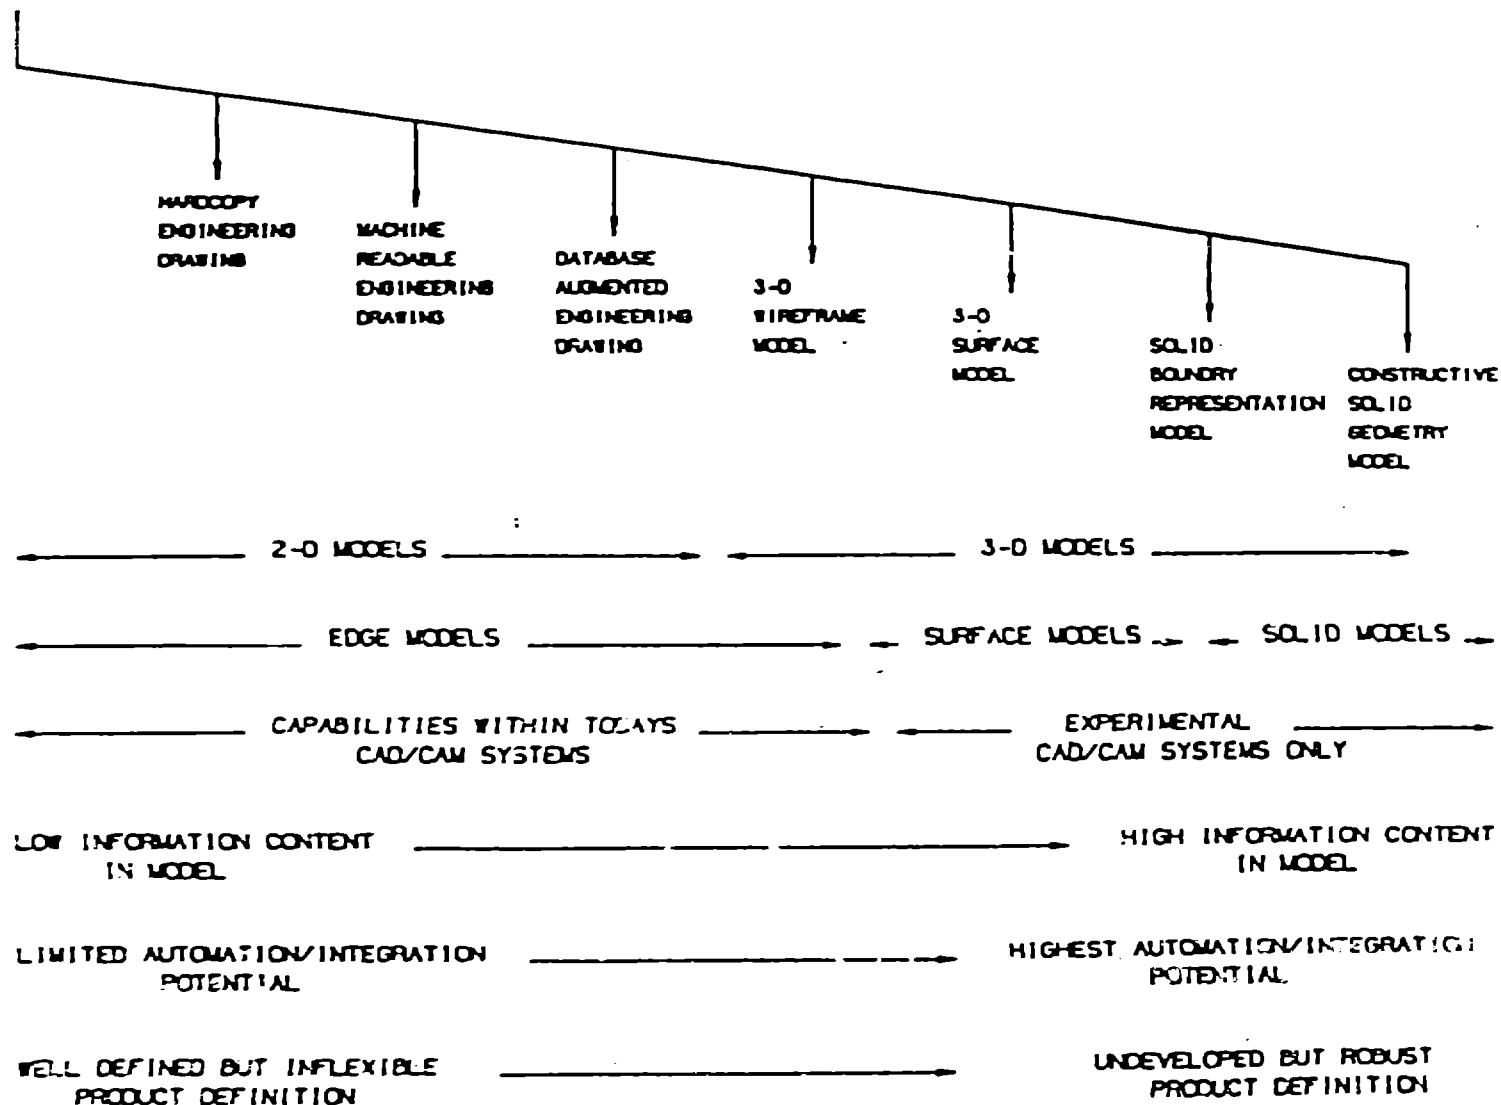 HARDCOPY
ENGINEERING
DRAWING
MACHINE
READABLE
ENGINEERING
DRAWING
DATABASE
AUGMENTED
ENGINEERING
DRAWING
3-D
WIREFRAME
MODEL
3-D
SURFACE
MODEL
SOLID
BOUNDRY
REPRESENTATION
MODEL
CONSTRUCTIVE
SOLID
GEOMETRY
MODEL
2-D MODELS
3-D MODELS
EDGE MODELS
SURFACE MODELS
SOLID MODELS
CAPABILITIES WITHIN TODAYS
CAD/CAM SYSTEMS
EXPERIMENTAL
CAD/CAM SYSTEMS ONLY
LOW INFORMATION CONTENT
IN MODEL
HIGH INFORMATION CONTENT
IN MODEL
LIMITED AUTOMATION/INTEGRATION
POTENTIAL
HIGHEST AUTOMATION/INTEGRATION
POTENTIAL
WELL DEFINED BUT INFLEXIBLE
PRODUCT DEFINITION
UNDEVELOPED BUT ROBUST
PRODUCT DEFINITION